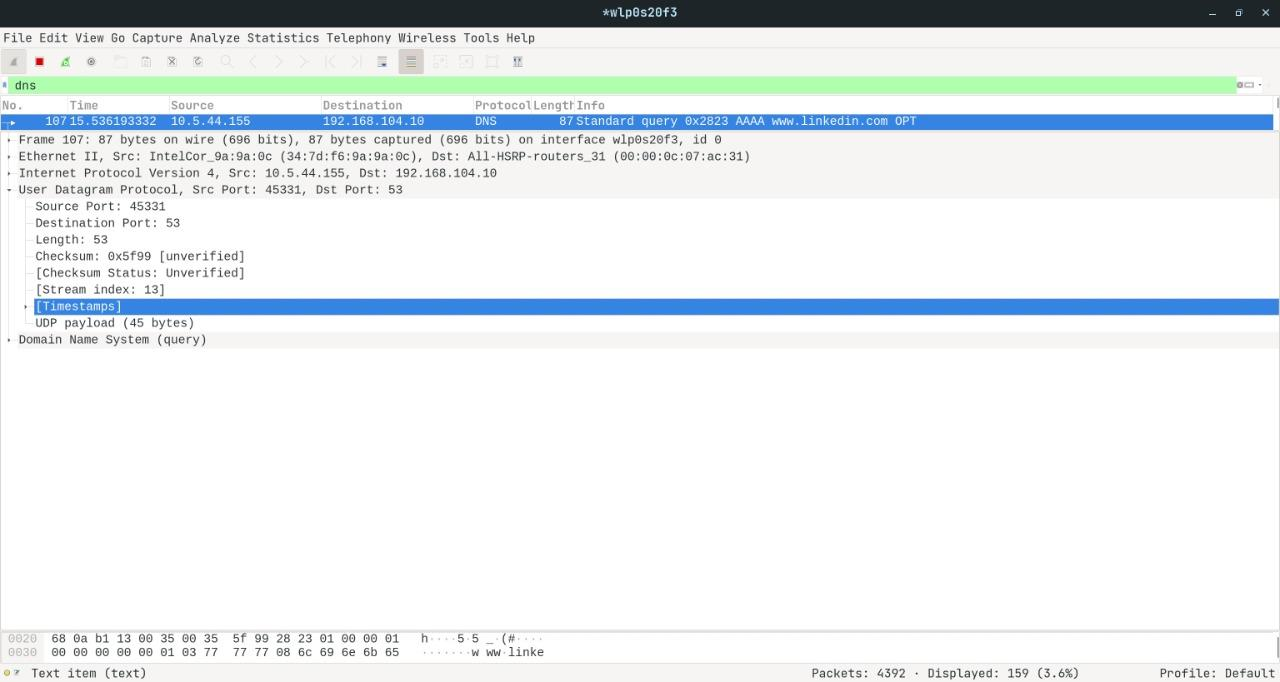 *wlp0s20f3
File Edit View Go Capture Analyze Statistics Telephony Wireless Tools Help
dns
No. Time Source Destination Protocol Length Info
107 15.536193332 10.5.44.155 192.168.104.10 DNS 87 Standard query 0x2823 AAAA www.linkedin.com OPT
Frame 107: 87 bytes on wire (696 bits), 87 bytes captured (696 bits) on interface wlp0s20f3, id 0
Ethernet II, Src: IntelCor_9a:9a:0c (34:7d:f6:9a:9a:0c), Dst: All-HSRP-routers_31 (00:00:0c:07:ac:31)
Internet Protocol Version 4, Src: 10.5.44.155, Dst: 192.168.104.10
User Datagram Protocol, Src Port: 45331, Dst Port: 53
Source Port: 45331
Destination Port: 53
Length: 53
Checksum: 0x5f99 [unverified]
[Checksum Status: Unverified]
[Stream index: 13]
[Timestamps]
UDP payload (45 bytes)
Domain Name System (query)
0020 68 0a b1 13 00 35 00 35 5f 99 28 23 01 00 00 01 h····5·5 _·(#····
0030 00 00 00 00 00 01 03 77 77 77 08 6c 69 6e 6b 65 ·······w ww·linke
Text item (text) Packets: 4392 · Displayed: 159 (3.6%) Profile: Default